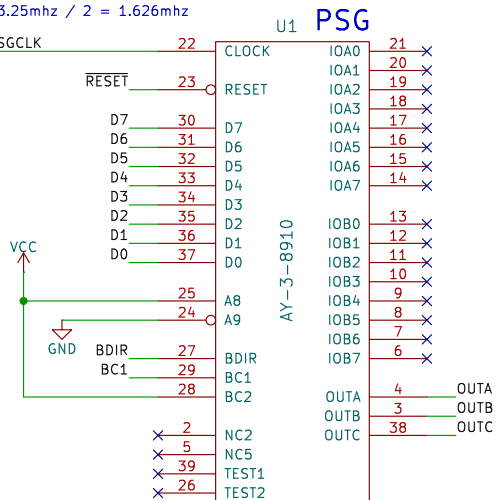 3.25mhz / 2 = 1.626mhz
U1 PSG
SGCLK 22 CLOCK IOA0 21
IOA1 20
RESET 23 RESET IOA2 19
IOA3 18
D7 30 D7 IOA4 17
D6 31 D6 IOA5 16
D5 32 D5 IOA6 15
D4 33 D4 IOA7 14
D3 34 D3
D2 35 D2 IOB0 13
D1 36 D1 IOB1 12
VCC
D0 37 D0 IOB2 11
AY-3-8910
IOB3 10
25 A8 IOB4 9
24 A9 IOB5 8
GND
IOB6 7
BDIR 27 BDIR IOB7 6
BC1 29 BC1
28 BC2 OUTA 4 OUTA
OUTB 3 OUTB
2 NC2 OUTC 38 OUTC
5 NC5
39 TEST1
26 TEST2